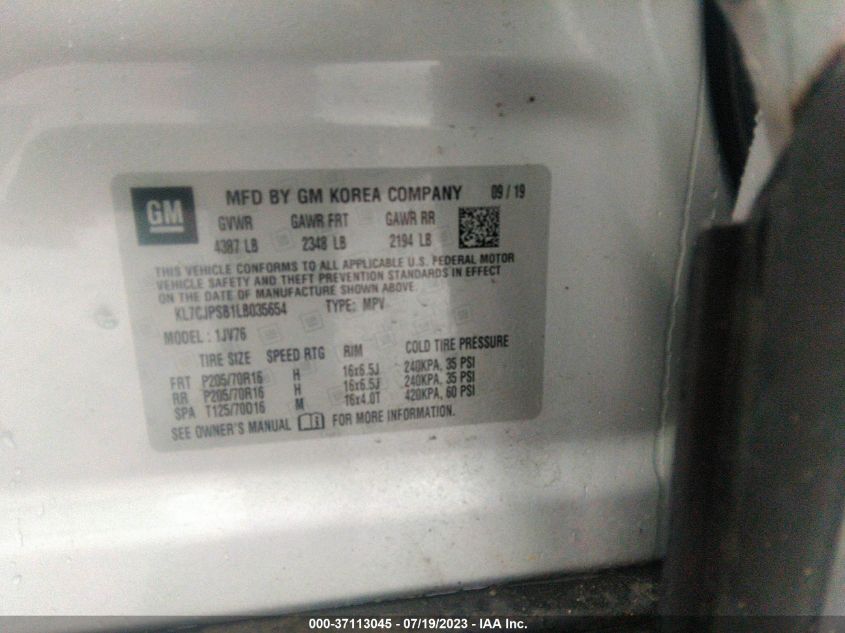 GM
MFD BY GM KOREA COMPANY 09 / 19
GVWR GAWR FRT GAWR RR
4387 LB 2348 LB 2194 LB
THIS VEHICLE CONFORMS TO ALL APPLICABLE U.S. FEDERAL MOTOR
VEHICLE SAFETY AND THEFT PREVENTION STANDARDS IN EFFECT
ON THE DATE OF MANUFACTURE SHOWN ABOVE.
KL7CJPSB1LB035654 TYPE: MPV
MODEL: 1JV76
TIRE SIZE SPEED RTG RIM COLD TIRE PRESSURE
FRT P205/70R16 H 16x6.5J 240KPA, 35 PSI
RR P205/70R16 H 16x6.5J 240KPA, 35 PSI
SPA T125/70D16 M 16x4.0T 420KPA, 60 PSI
SEE OWNER'S MANUAL FOR MORE INFORMATION.
000-37113045 - 07/19/2023 - IAA Inc.